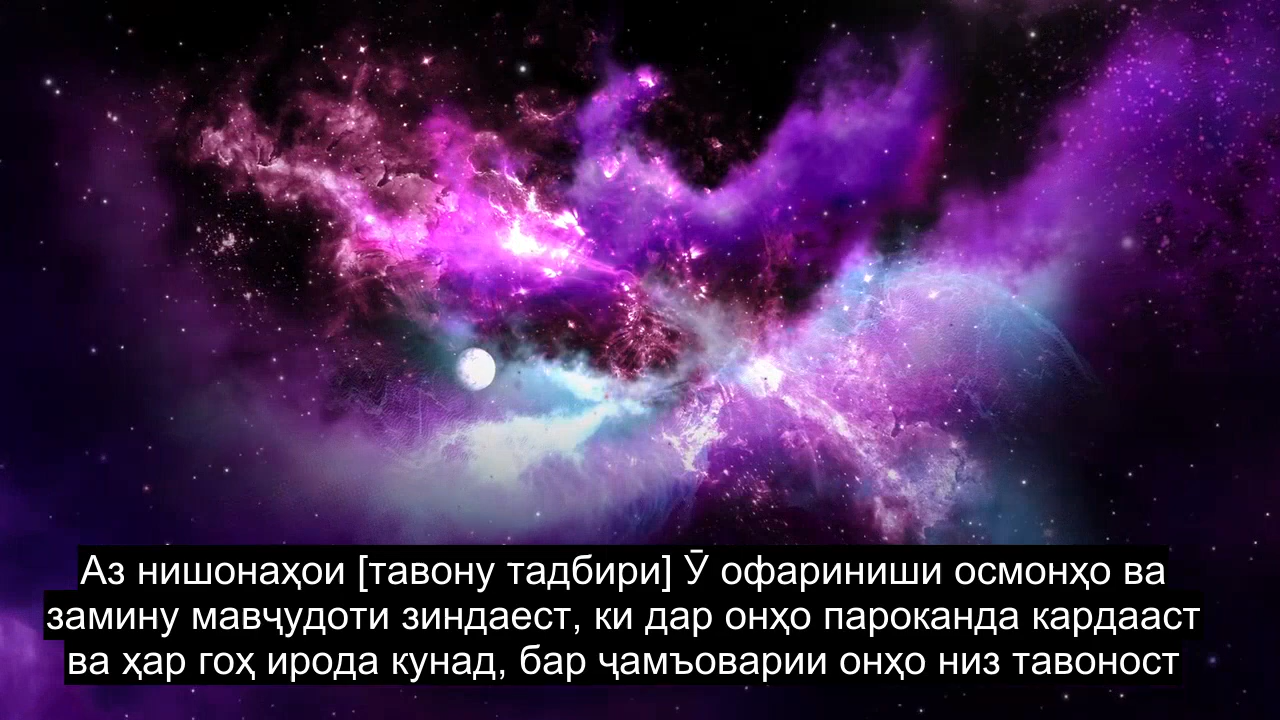 Аз нишонаҳои [тавону тадбири] Ӯ офариниши осмонҳо ва
замину мавҷудоти зиндаест, ки дар онҳо пароканда кардааст
ва ҳар гоҳ ирода кунад, бар ҷамъоварии онҳо низ тавоност